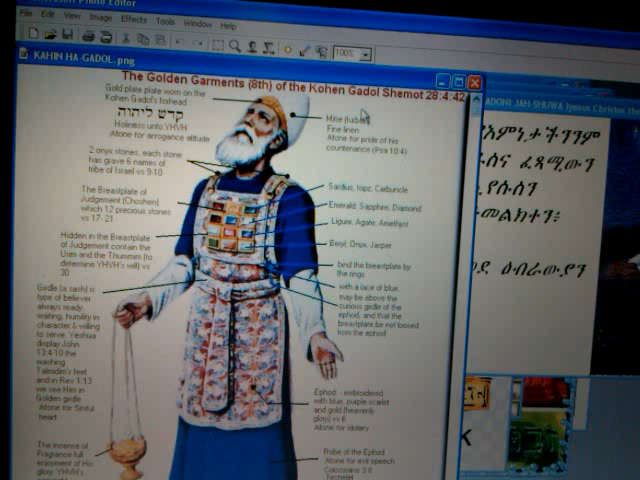 Microsoft Photo Editor
File Edit View Image Effects Tools Window Help
100%
KAHIN HA-GADOL.png
The Golden Garments (8th) of the Kohen Gadol Shemot 28:4:42
Gold plate plate worn on the
Kohen Gadol's forhead
קדש ליהוה
Holiness unto YHVH
Atone for arrogance attitude
2 onyx stones, each stone
has grave 6 names of
tribe of Israel vs 9-10
The Breastplate of
Judgement (Choshen)
which 12 precious stones
vs 17- 21
Hidden in the Breastplate
of Judgement contain the
Urim and the Thummim (to
determine YHVH's will) vs
30
Girdle (a sach) is
type of believer
always ready,
waiting, humility in
character & willing
to serve. Yeshua
display John
13:4-10 the
washing
Talmidim's feet
and in Rev 1:13
we see Him in
Golden girdle.
Atone for Sinful
heart
The incense of
Fragrance full
enjoyment of His
glory. YHVH's
Mitre (turban)
Fine linen
Atone for pride of his
countenance (Psa 10:4)
Sardius, topz, Carbuncle
Emerald, Sapphire, Diamond
Ligure, Agate, Amethyst
Beryl, Onyx, Jasper
bind the breastplate by
the rings
with a lace of blue,
may be above the
curious girdle of the
ephod, and that the
breastplate be not loosed
from the ephod
Ephod - embroidered
with blue, purple scarlet
and gold (heavenly
glory) vs 6
Atone for idolary
Robe of the Ephod
Atone for evil speech
Colossians 3:8
ADONI JAH-SHUWA Iyesus Christos the
ፈጻሚውን
ዕብራውያን